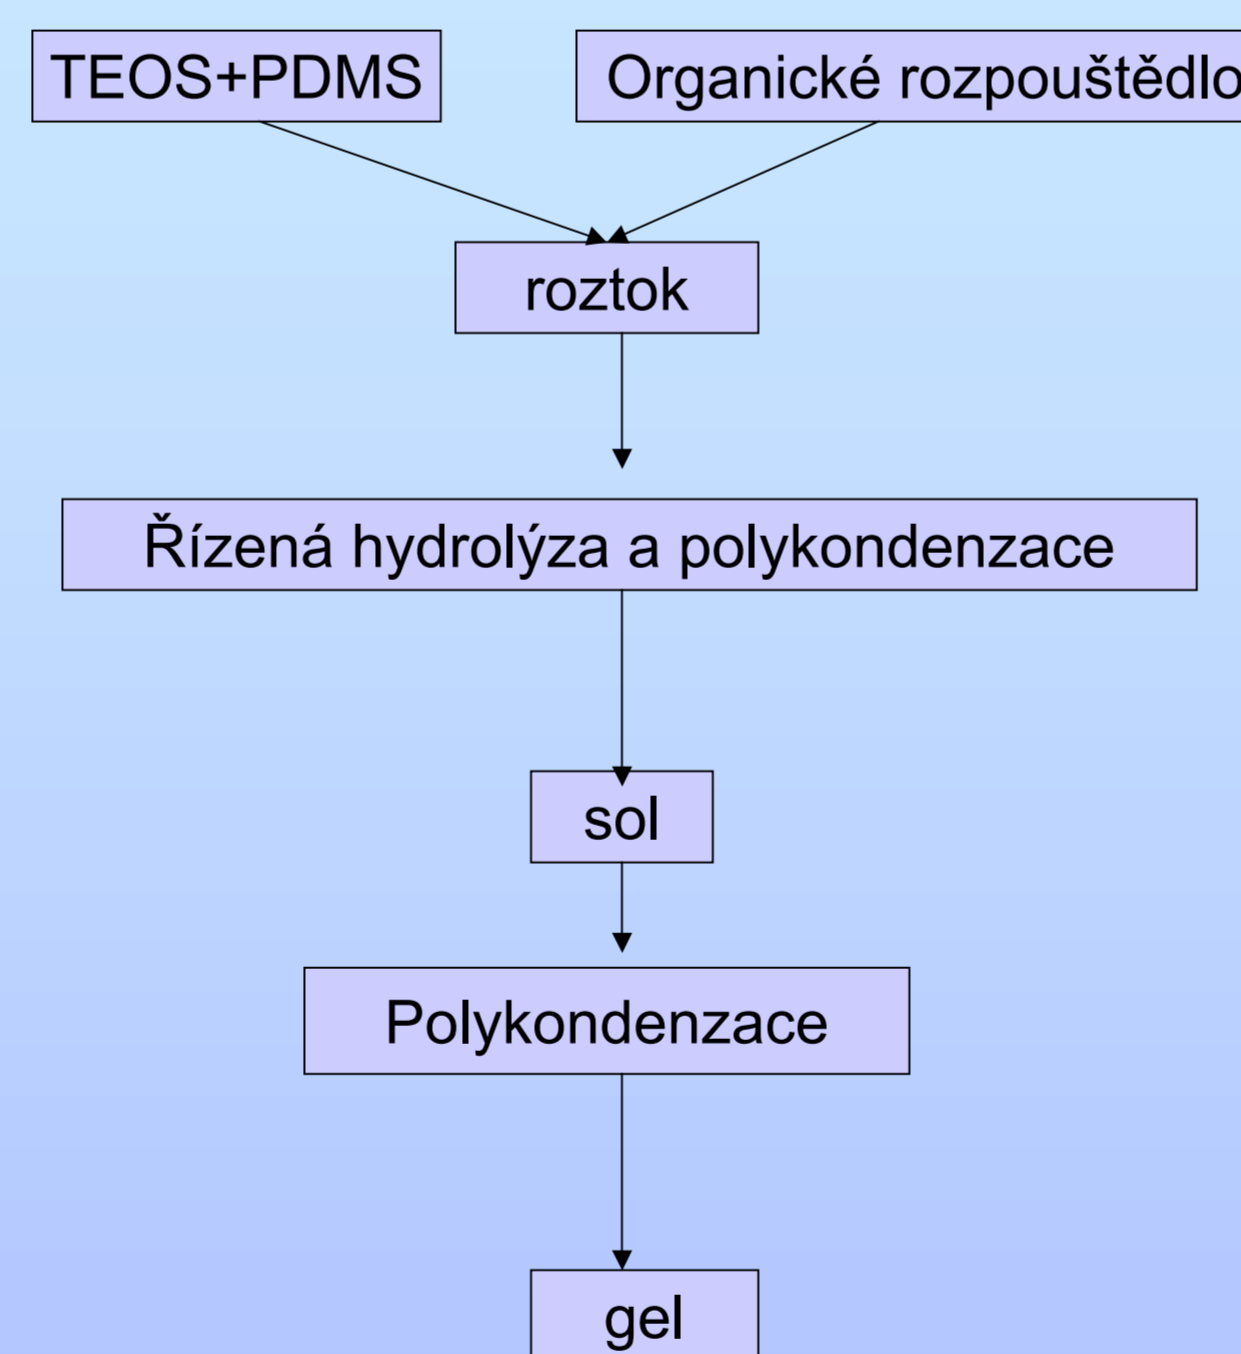 TEOS+PDMS
Organické rozpouštědlo
roztok
Řízená hydrolýza a polykondenzace
sol
Polykondenzace
gel